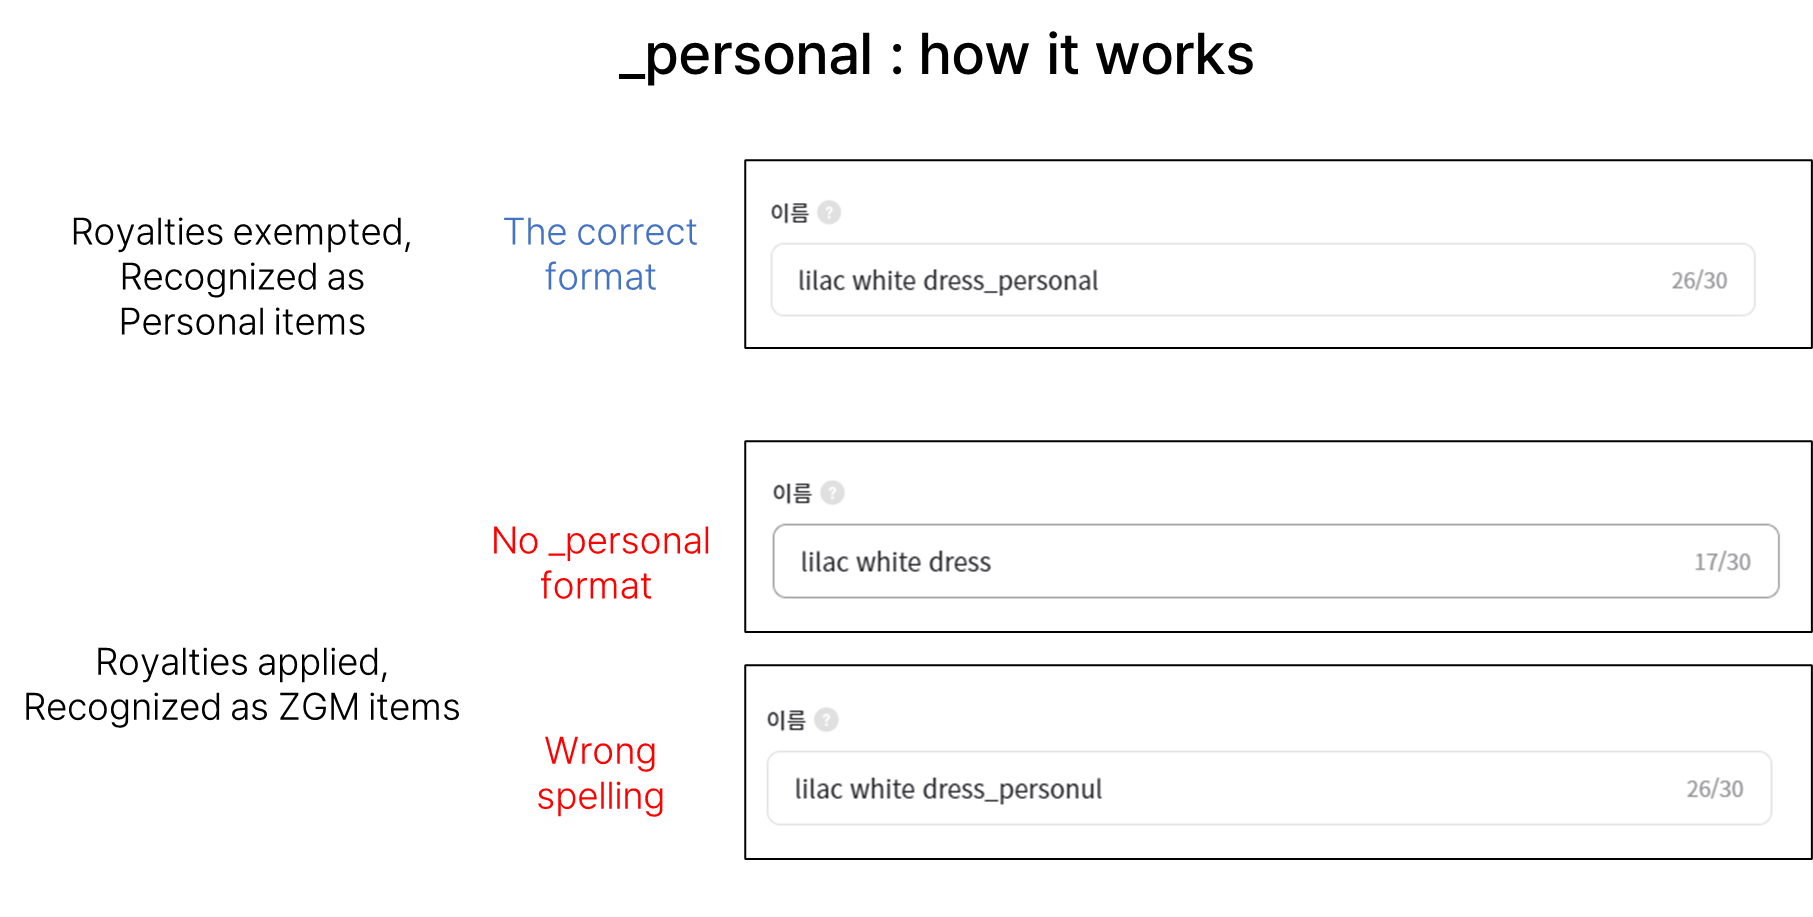 _personal : how it works
Royalties exempted,
Recognized as
Personal items
The correct
format
이름 ?
lilac white dress_personal 26/30
No _personal
format
이름 ?
lilac white dress 17/30
Royalties applied,
Recognized as ZGM items
Wrong
spelling
이름 ?
lilac white dress_personul 26/30